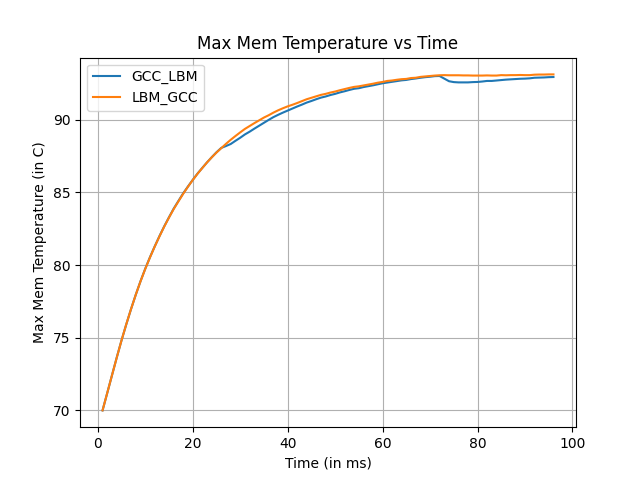 Max Mem Temperature vs Time
GCC_LBM
LBM_GCC
Max Mem Temperature (in C)
90
85
80
75
70
0 20 40 60 80 100
Time (in ms)